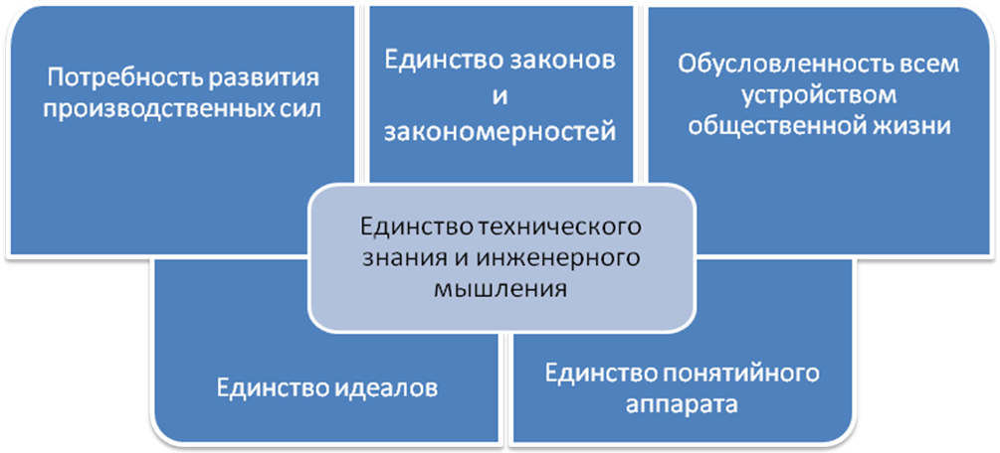 Потребность развития
производственных сил
Единство законов
и
закономерностей
Обусловленность всем
устройством
общественной жизни
Единство технического
знания и инженерного
мышления
Единство идеалов
Единство понятийного
аппарата